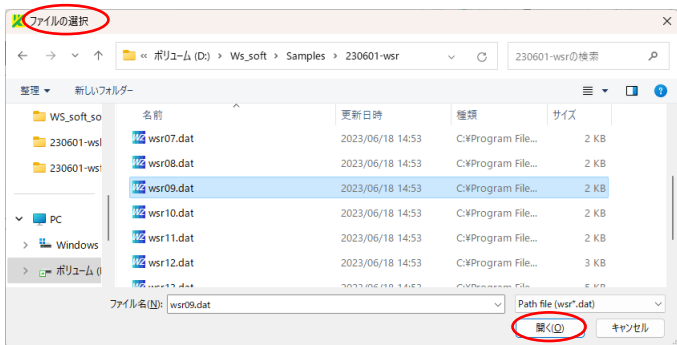 ファイルの選択
« ボリューム (D:) › Ws_soft › Samples › 230601-wsr
230601-wsrの検索
整理 新しいフォルダー
名前 更新日時 種類 サイズ
WS_soft_so
230601-wsl
230601-wst
PC
Windows
ボリューム (
wsr07.dat 2023/06/18 14:53 C:¥Program File... 2 KB
wsr08.dat 2023/06/18 14:53 C:¥Program File... 2 KB
wsr09.dat 2023/06/18 14:53 C:¥Program File... 2 KB
wsr10.dat 2023/06/18 14:53 C:¥Program File... 2 KB
wsr11.dat 2023/06/18 14:53 C:¥Program File... 2 KB
wsr12.dat 2023/06/18 14:53 C:¥Program File... 3 KB
ファイル名(N): wsr09.dat
Path file (wsr*.dat)
開く(O) キャンセル